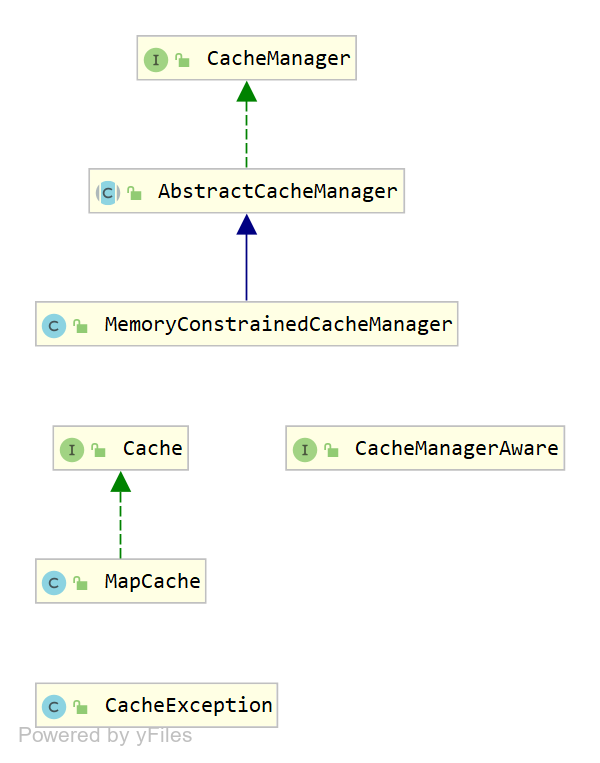 I CacheManager
C AbstractCacheManager
C MemoryConstrainedCacheManager
I Cache
I CacheManagerAware
C MapCache
C CacheException
Powered by yFiles